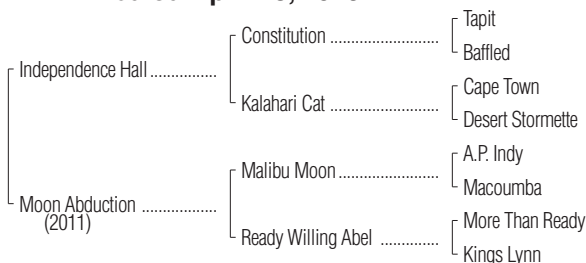 Tapit
Constitution ................................
Baffled
Independence Hall ....................
Cape Town
Kalahari Cat ................................
Desert Stormette
A.P. Indy
Malibu Moon ................................
Macoumba
Moon Abduction ......................
(2011)
More Than Ready
Ready Willing Abel ......................
Kings Lynn